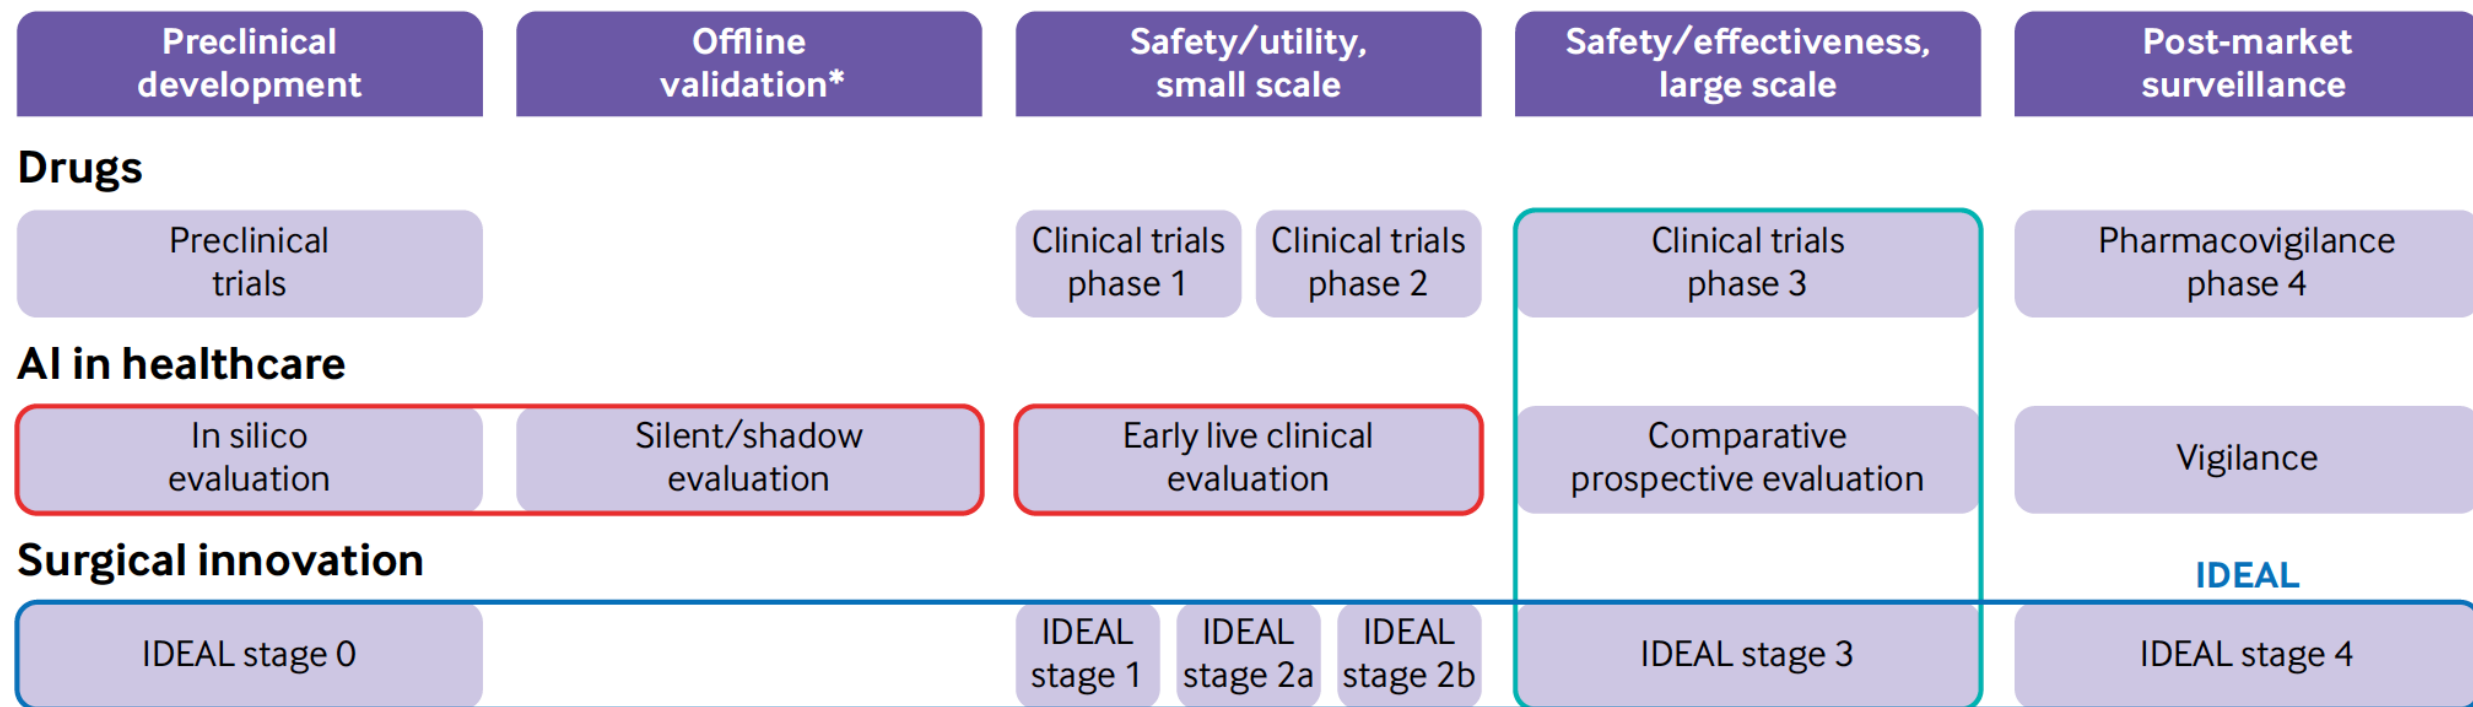 Preclinical
development
Offline
validation*
Safety/utility,
small scale
Safety/effectiveness,
large scale
Post-market
surveillance
Drugs
Preclinical
trials
Clinical trials
phase 1
Clinical trials
phase 2
Clinical trials
phase 3
Pharmacovigilance
phase 4
AI in healthcare
In silico
evaluation
Silent/shadow
evaluation
Early live clinical
evaluation
Comparative
prospective evaluation
Vigilance
Surgical innovation
IDEAL
IDEAL stage 0
IDEAL
stage 1
IDEAL
stage 2a
IDEAL
stage 2b
IDEAL stage 3
IDEAL stage 4